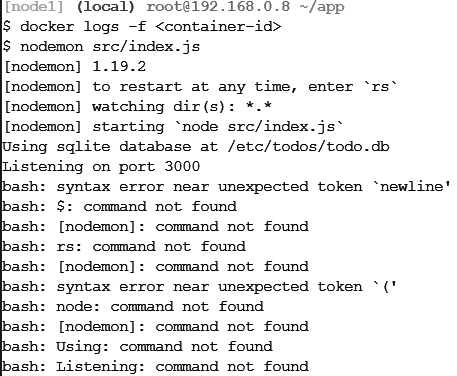 [node1] (local) root@192.168.0.8 ~/app
$ docker logs -f <container-id>
$ nodemon src/index.js
[nodemon] 1.19.2
[nodemon] to restart at any time, enter `rs`
[nodemon] watching dir(s): *.*
[nodemon] starting `node src/index.js`
Using sqlite database at /etc/todos/todo.db
Listening on port 3000
bash: syntax error near unexpected token `newline'
bash: $: command not found
bash: [nodemon]: command not found
bash: rs: command not found
bash: [nodemon]: command not found
bash: syntax error near unexpected token `('
bash: node: command not found
bash: [nodemon]: command not found
bash: Using: command not found
bash: Listening: command not found